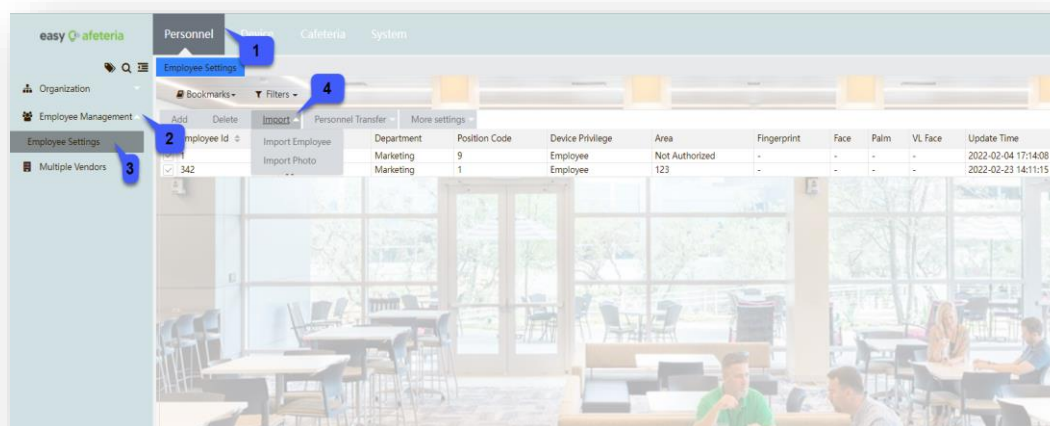 easy Cafeteria
Personnel
Device
Cafeteria
System
1
Employee Settings
Organization
Bookmarks
Filters
4
Employee Management
Add
Delete
Import
Personnel Transfer
More settings
2
Employee Id
Department
Position Code
Device Privilege
Area
Fingerprint
Face
Palm
VL Face
Update Time
Employee Settings
3
Import Employee
1
Marketing
9
Employee
Not Authorized
-
-
-
-
2022-02-04 17:14:08
Multiple Vendors
Import Photo
342
Marketing
1
Employee
123
-
-
-
-
2022-02-23 14:11:15